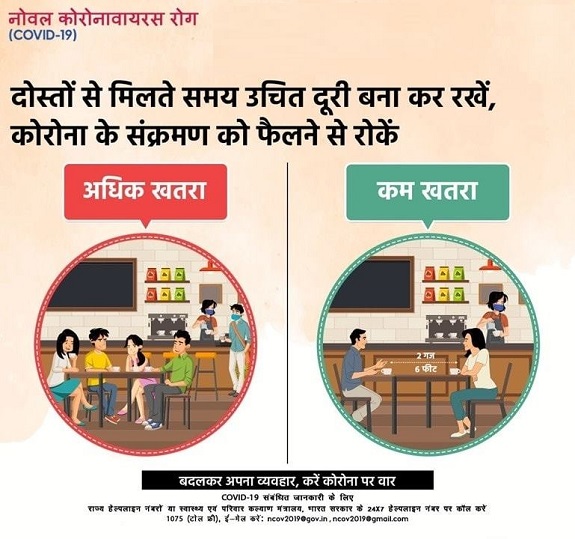 नोवल कोरोनावायरस रोग
(COVID-19)
दोस्तों से मिलते समय उचित दूरी बना कर रखें,
कोरोना के संक्रमण को फैलने से रोकें
अधिक खतरा
कम खतरा
2 गज
6 फीट
बदलकर अपना व्यवहार, करें कोरोना पर वार
COVID-19 संबंधित जानकारी के लिए
राज्य हेल्पलाइन नंबरों या स्वास्थ्य एवं परिवार कल्याण मंत्रालय, भारत सरकार के 24X7 हेल्पलाइन नंबर पर कॉल करें
1075 (टोल फ्री), ई-मेल करें: ncov2019@gov.in, ncov2019@gmail.com